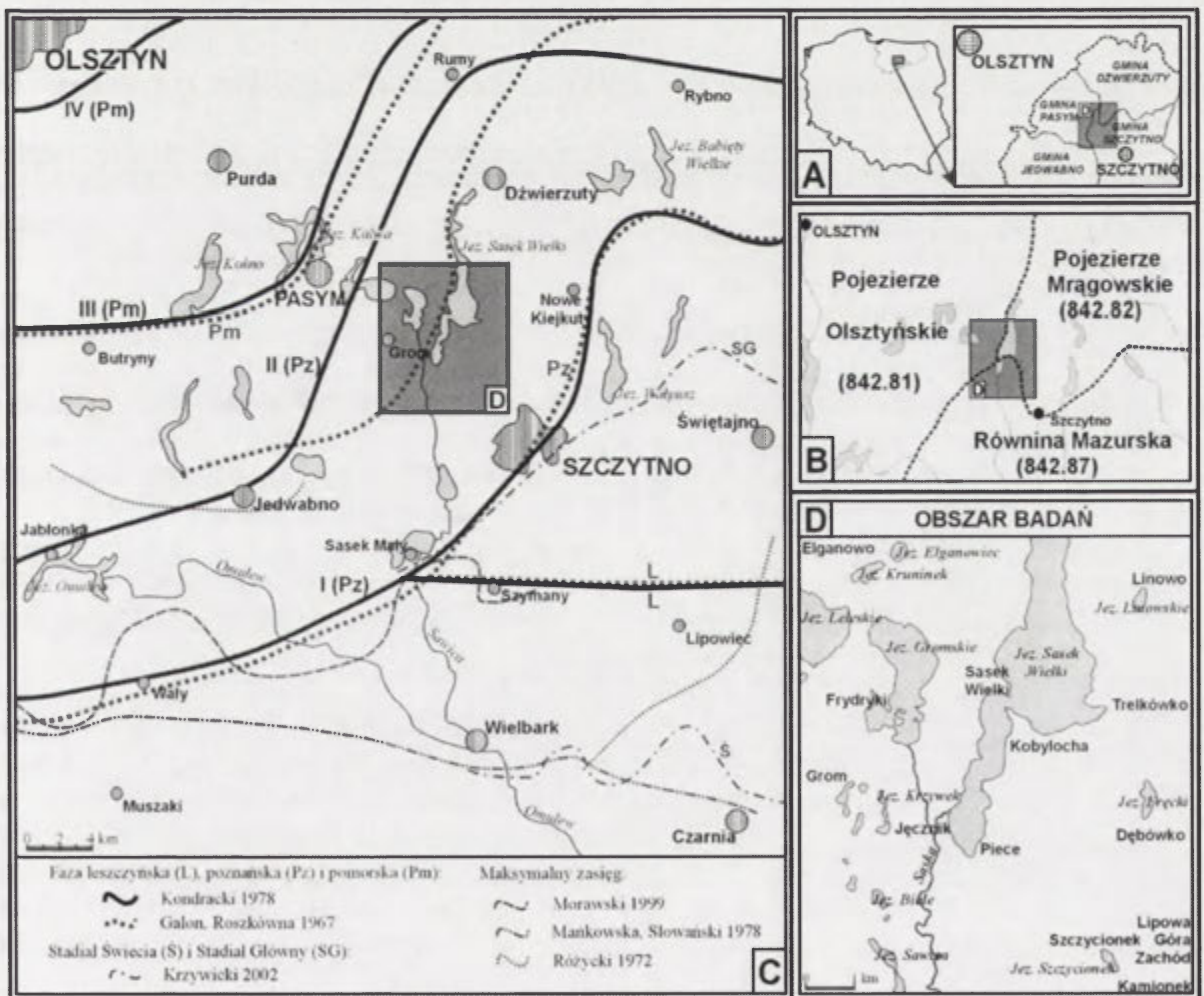 OLSZTYN
IV (Pm)
Rumy
Rybno
Purda
Jez. Babięty
Wielkie
Dźwierzuty
Jez. Kalwa
Jez. Sasek Wielki
Jez. Kośno
PASYM
III (Pm)
Pm
Nowe
Kiejkuty
Butryny
Grom
SG
II (Pz)
Pz
D
Jez. Wałpusz
Świętajno
SZCZYTNO
Jedwabno
Jabłonka
Sasek Mały
Omulew
I (Pz)
L
L
Szymany
Jez. Omulew
Lipowiec
Sawica
Wały
Wielbark
Ś
Muszaki
Omulew
Czarnia
0 2 4 km
Faza leszczyńska (L), poznańska (Pz) i pomorska (Pm):
Kondracki 1978
Galon, Roszkówna 1967
Stadiał Świecia (Ś) i Stadiał Główny (SG):
Krzywicki 2002
Maksymalny zasięg:
Morawski 1999
Mańkowska, Słowański 1978
Różycki 1972
C
OLSZTYN
GMINA
DŹWIERZUTY
GMINA
PASYM
GMINA
SZCZYTNO
GMINA
JEDWABNO
SZCZYTNO
A
OLSZTYN
Pojezierze
Olsztyńskie
(842.81)
Pojezierze
Mrągowskie
(842.82)
D
Szczytno
Równina Mazurska
(842.87)
B
D
OBSZAR BADAŃ
Elganowo
Jez. Elganowiec
Jez. Kruninek
Linowo
Jez. Linowskie
Jez. Leleskie
Jez. Gromskie
Jez. Sasek
Wielki
Sasek
Wielki
Frydryki
Trelkówko
Kobylocha
Grom
Jez. Krzywek
Jęcznik
Piece
Jez. Łęcki
Dębówko
Saska
Jez. Białe
Lipowa
Szczycionek Góra
Zachód
Jez. Sawica
Jez. Szczycionek
Kamionek
0 km